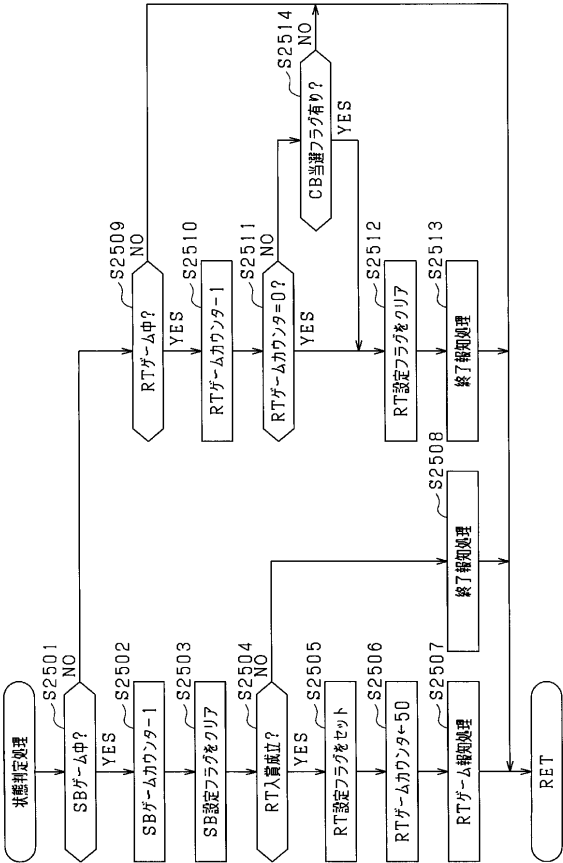 状態判定処理
S2501
SBゲーム中?
NO
YES
S2502
SBゲームカウンタ-1
S2503
SB設定フラグをクリア
S2504
RT入賞成立?
NO
YES
S2505
RT設定フラグをセット
S2506
RTゲームカウンタ←50
S2507
RTゲーム報知処理
S2508
終了報知処理
S2509
RTゲーム中?
NO
YES
S2510
RTゲームカウンタ-1
S2511
RTゲームカウンタ=0?
NO
YES
S2514
CB当選フラグ有り?
NO
YES
S2512
RT設定フラグをクリア
S2513
終了報知処理
RET